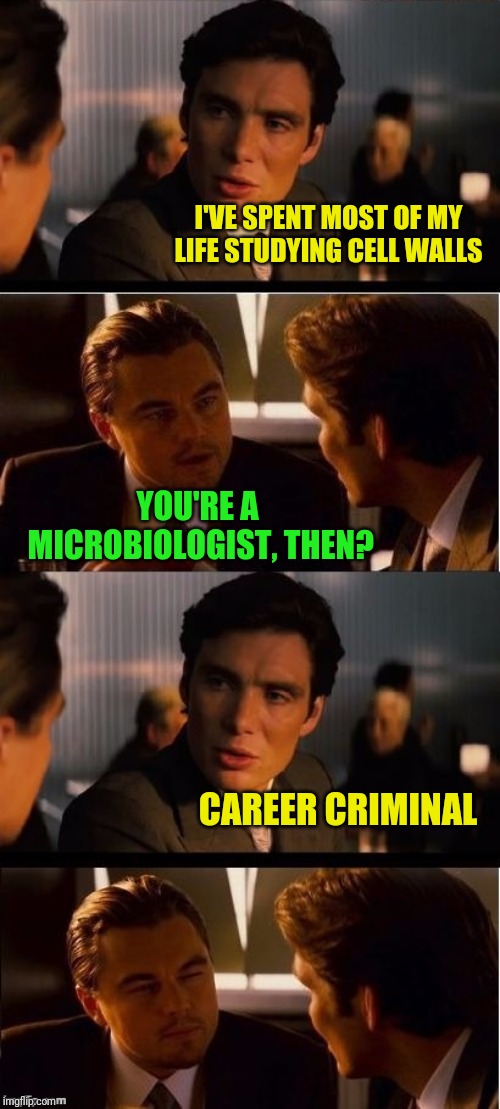 I'VE SPENT MOST OF MY
LIFE STUDYING CELL WALLS
YOU'RE A
MICROBIOLOGIST, THEN?
CAREER CRIMINAL
imgflip.com